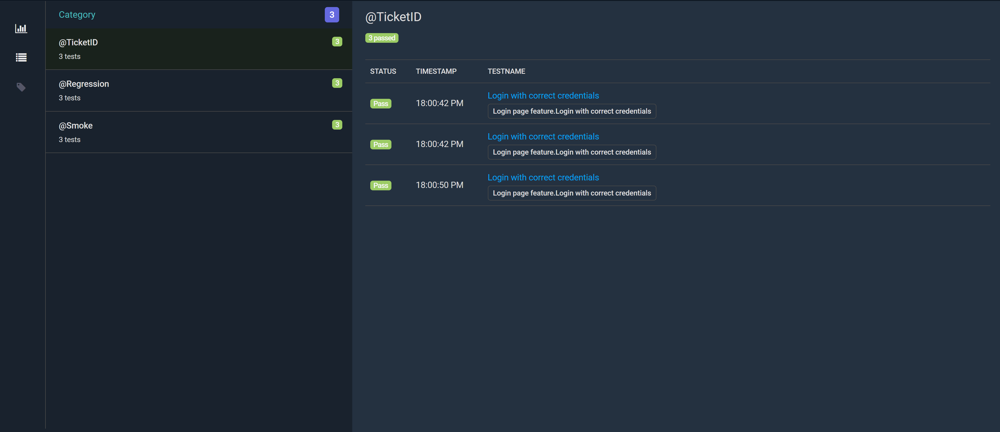 Category
3
@TicketID
3
3 tests
@Regression
3
3 tests
@Smoke
3
3 tests
@TicketID
3 passed
STATUS TIMESTAMP TESTNAME
Login with correct credentials
Pass 18:00:42 PM
Login page feature.Login with correct credentials
Login with correct credentials
Pass 18:00:42 PM
Login page feature.Login with correct credentials
Login with correct credentials
Pass 18:00:50 PM
Login page feature.Login with correct credentials